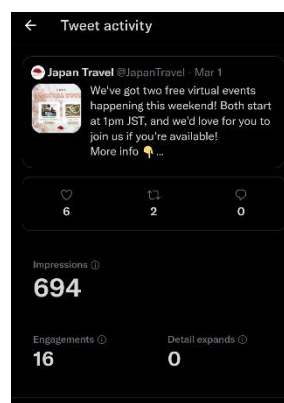 Tweet activity
Japan Travel @JapanTravel · Mar 1
We've got two free virtual events
happening this weekend! Both start
at 1pm JST, and we'd love for you to
join us if you're available!
More info 👇...
6 2 0
Impressions
694
Engagements Detail expands
16 0